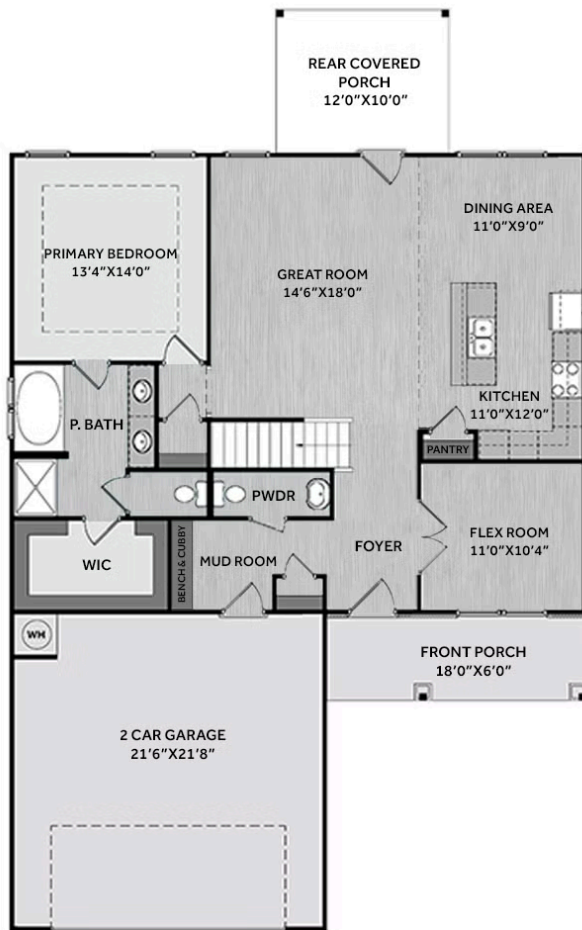 REAR COVERED
PORCH
12'0"X10'0"
DINING AREA
11'0"X9'0"
PRIMARY BEDROOM
13'4"X14'0"
GREAT ROOM
14'6"X18'0"
KITCHEN
11'0"X12'0"
P. BATH
PANTRY
PWDR
FLEX ROOM
11'0"X10'4"
FOYER
MUD ROOM
WIC
BENCH & CUBBY
WH
FRONT PORCH
18'0"X6'0"
2 CAR GARAGE
21'6"X21'8"